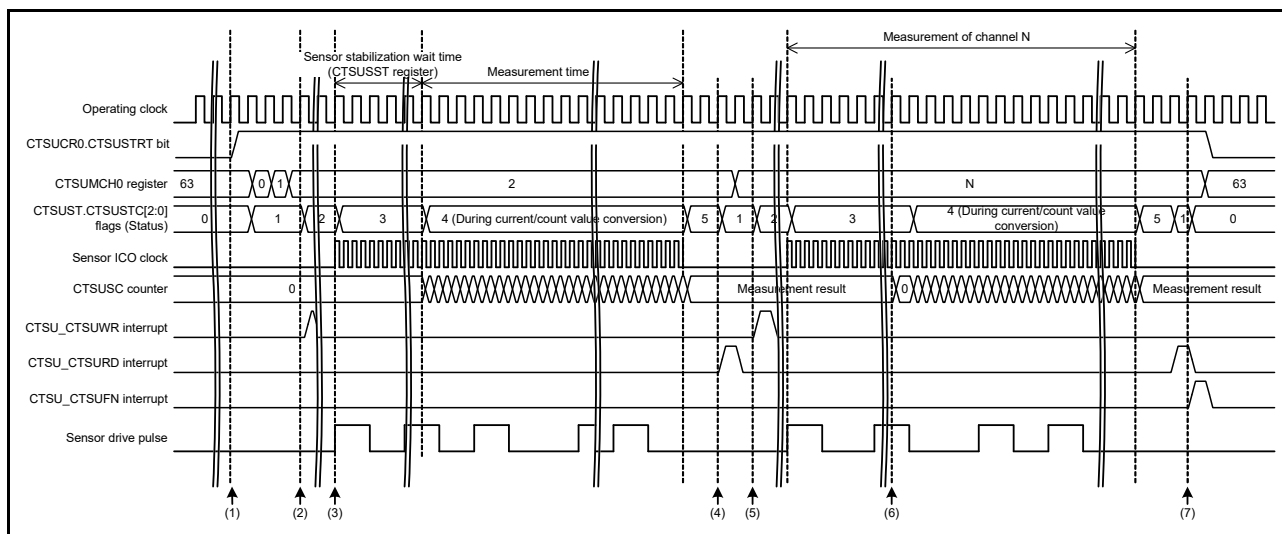 Measurement of channel N
Sensor stabilization wait time
(CTSUSST register)
Measurement time
Operating clock
CTSUCR0.CTSUSTRT bit
CTSUMCH0 register
63
0
1
2
N
63
CTSUST.CTSUSTC[2:0]
flags (Status)
0
1
2
3
4 (During current/count value conversion)
5
1
2
3
4 (During current/count value
conversion)
5
1
0
Sensor ICO clock
CTSUSC counter
0
Measurement result
0
Measurement result
CTSU_CTSUWR interrupt
CTSU_CTSURD interrupt
CTSU_CTSUFN interrupt
Sensor drive pulse
(1)
(2)
(3)
(4)
(5)
(6)
(7)